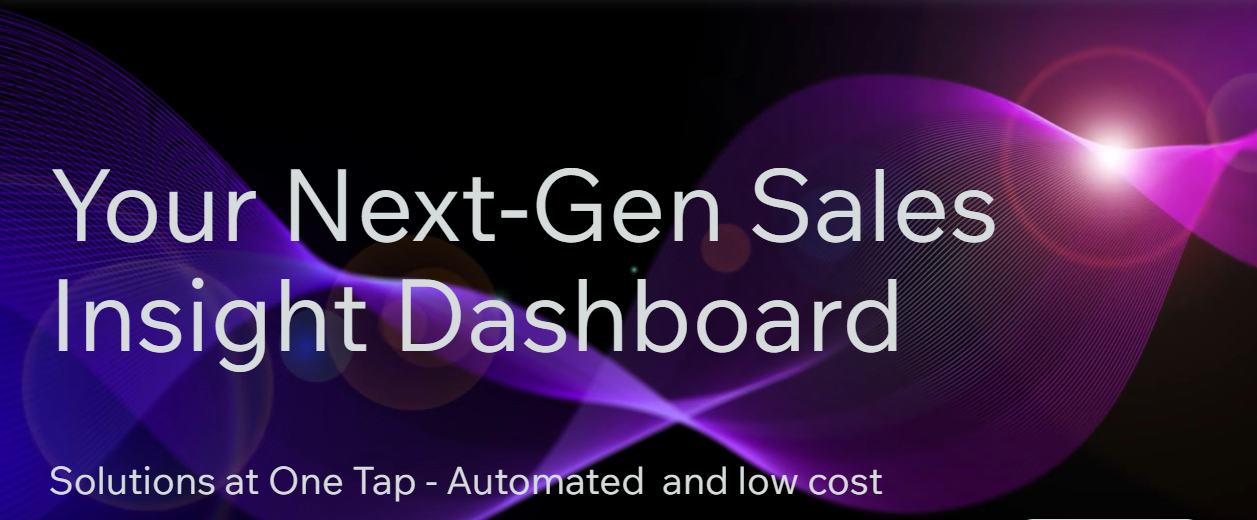 Your Next-Gen Sales
Insight Dashboard
Solutions at One Tap - Automated  and low cost